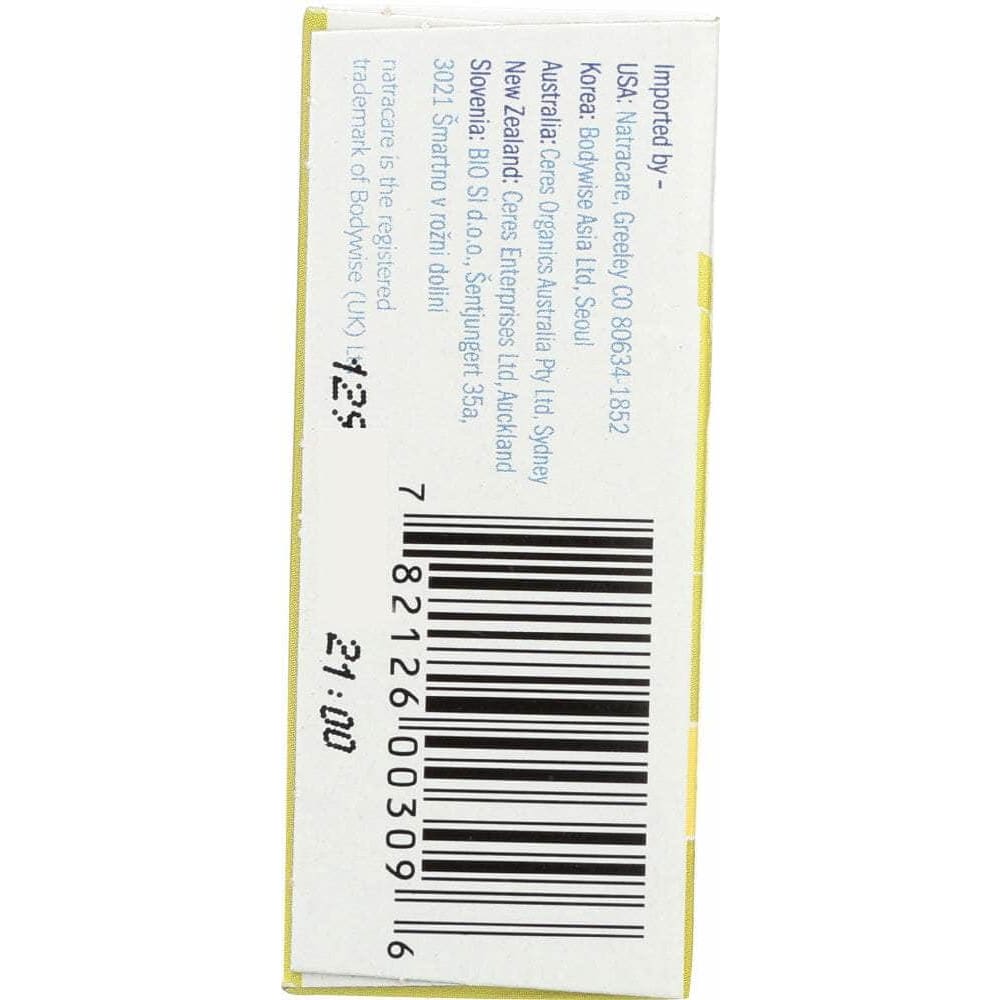 Imported by -
USA: Natracare, Greeley CO 80634-1852
Korea: Bodywise Asia Ltd, Seoul
Australia: Ceres Organics Australia Pty Ltd, Sydney
New Zealand: Ceres Enterprises Ltd, Auckland
Slovenia: BIO SI d.o.o., Šentjungert 35a,
3021 Šmartno v rožni dolini
natracare is the registered
trademark of Bodywise (UK)
21:00
7 82126 00309 6